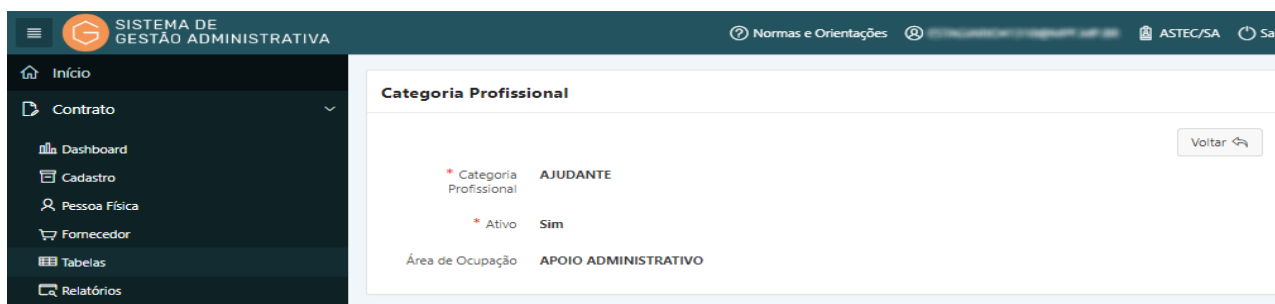 SISTEMA DE
GESTÃO ADMINISTRATIVA
Normas e Orientações
ASTEC/SA
Sa
Início
Contrato
Dashboard
Cadastro
Pessoa Física
Fornecedor
Tabelas
Relatórios
Categoria Profissional
Voltar
* Categoria Profissional AJUDANTE
* Ativo Sim
Área de Ocupação APOIO ADMINISTRATIVO